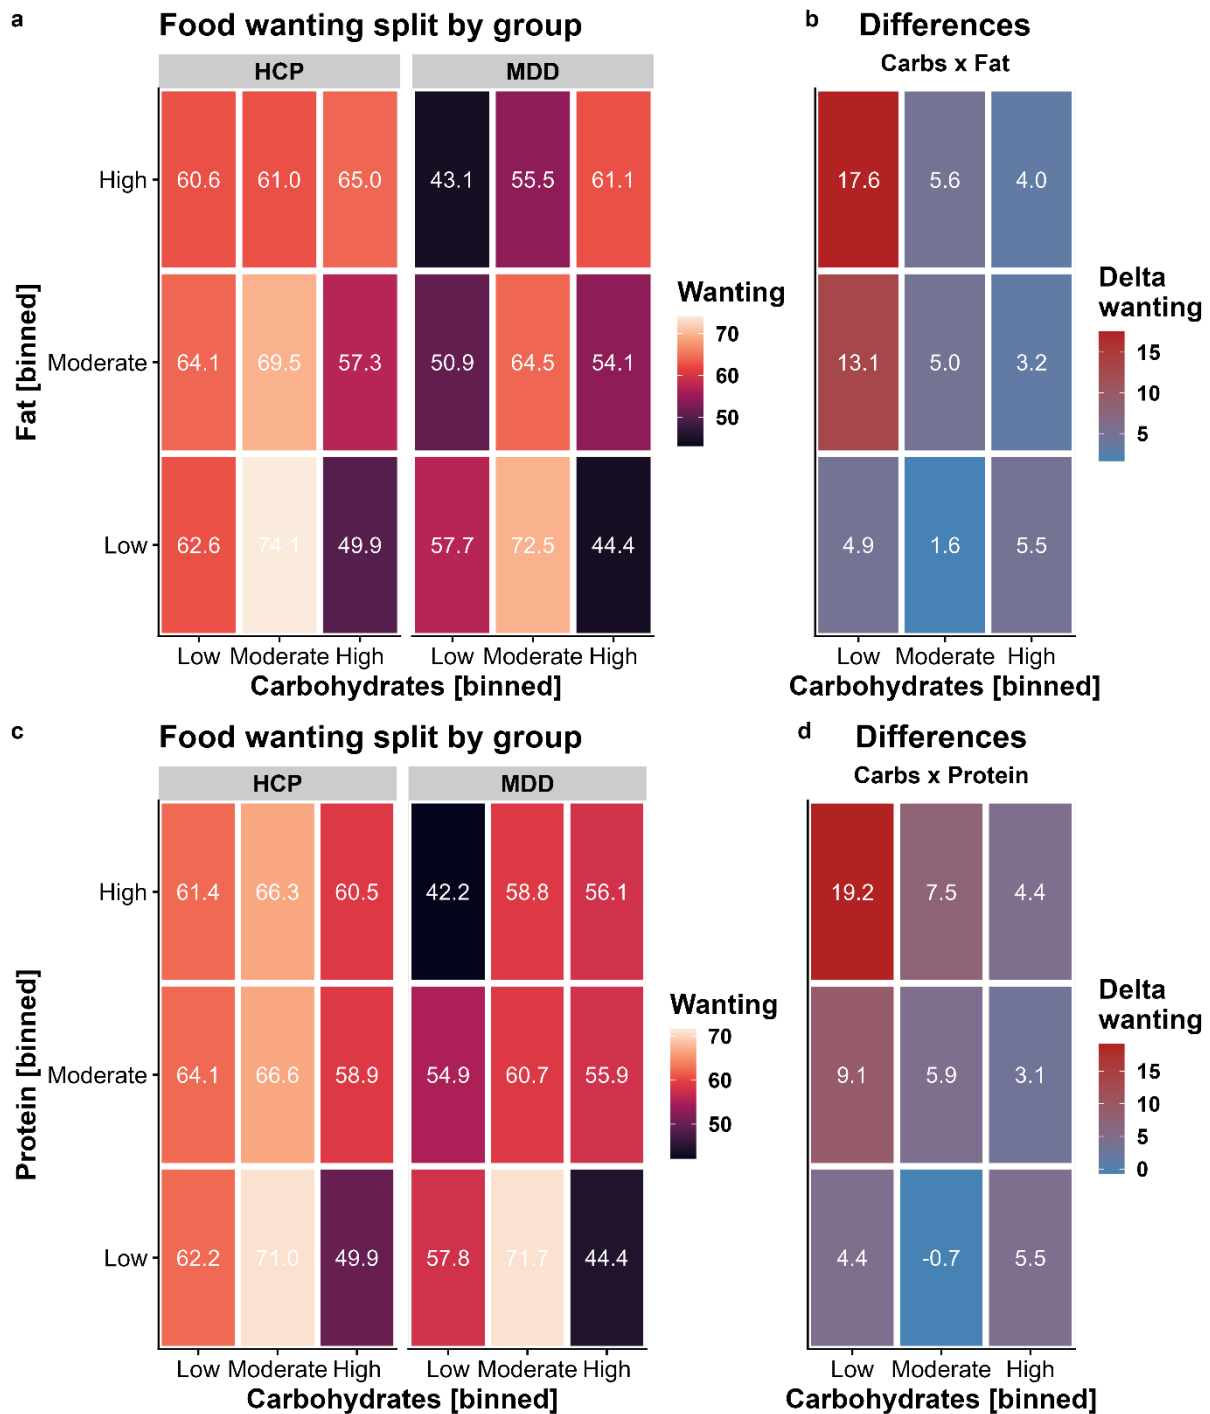 a Food wanting split by group
HCP MDD
High 60.6 61.0 65.0 43.1 55.5 61.1
Moderate 64.1 69.5 57.3 50.9 64.5 54.1
Low 62.6 74.1 49.9 57.7 72.5 44.4
Fat [binned]
Low Moderate High Low Moderate High
Carbohydrates [binned]
Wanting
70
60
50
b Differences
Carbs x Fat
17.6 5.6 4.0
13.1 5.0 3.2
4.9 1.6 5.5
Low Moderate High
Carbohydrates [binned]
Delta
wanting
15
10
5
c Food wanting split by group
HCP MDD
High 61.4 66.3 60.5 42.2 58.8 56.1
Moderate 64.1 66.6 58.9 54.9 60.7 55.9
Low 62.2 71.0 49.9 57.8 71.7 44.4
Protein [binned]
Low Moderate High Low Moderate High
Carbohydrates [binned]
Wanting
70
60
50
d Differences
Carbs x Protein
19.2 7.5 4.4
9.1 5.9 3.1
4.4 -0.7 5.5
Low Moderate High
Carbohydrates [binned]
Delta
wanting
15
10
5
0